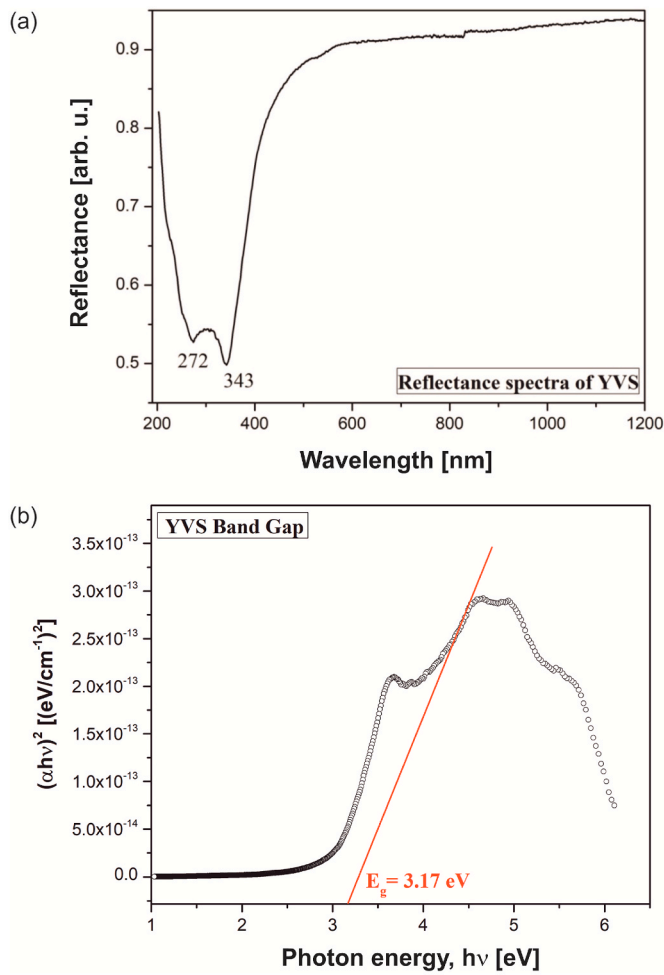 (a)
Reflectance [arb. u.]
0.9
0.8
0.7
0.6
0.5
272
343
Reflectance spectra of YVS
200 400 600 800 1000 1200
Wavelength [nm]
(b)
YVS Band Gap
(αhν)² [(eV/cm⁻¹)²]
3.5x10⁻¹³
3.0x10⁻¹³
2.5x10⁻¹³
2.0x10⁻¹³
1.5x10⁻¹³
1.0x10⁻¹³
5.0x10⁻¹⁴
0.0
E_g= 3.17 eV
1 2 3 4 5 6
Photon energy, hν [eV]